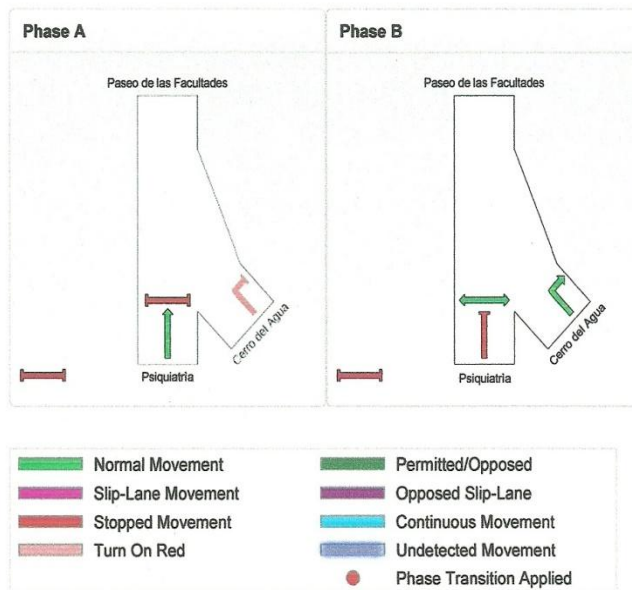 Phase A
Paseo de las Facultades
Cerro del Agua
Psiquiatría
Phase B
Paseo de las Facultades
Cerro del Agua
Psiquiatría
Normal Movement
Slip-Lane Movement
Stopped Movement
Turn On Red
Permitted/Opposed
Opposed Slip-Lane
Continuous Movement
Undetected Movement
Phase Transition Applied